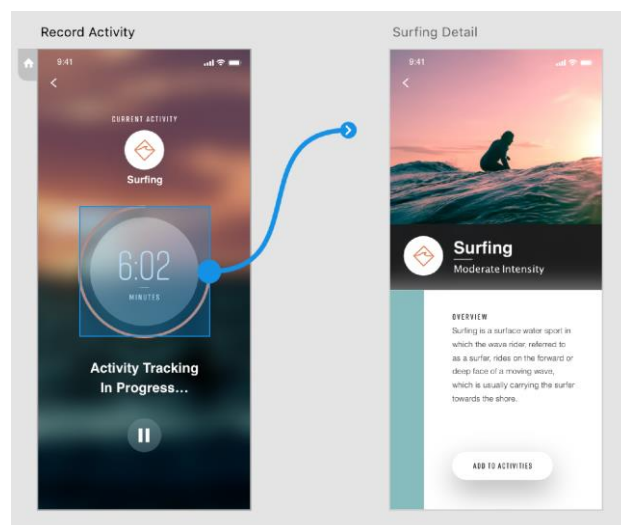 Record Activity
9:41
CURRENT ACTIVITY
Surfing
6:02
MINUTES
Activity Tracking
In Progress...
Surfing Detail
9:41
Surfing
Moderate Intensity
OVERVIEW
Surfing is a surface water sport in
which the wave rider, referred to
as a surfer, rides on the forward or
deep face of a moving wave,
which is usually carrying the surfer
towards the shore.
ADD TO ACTIVITIES